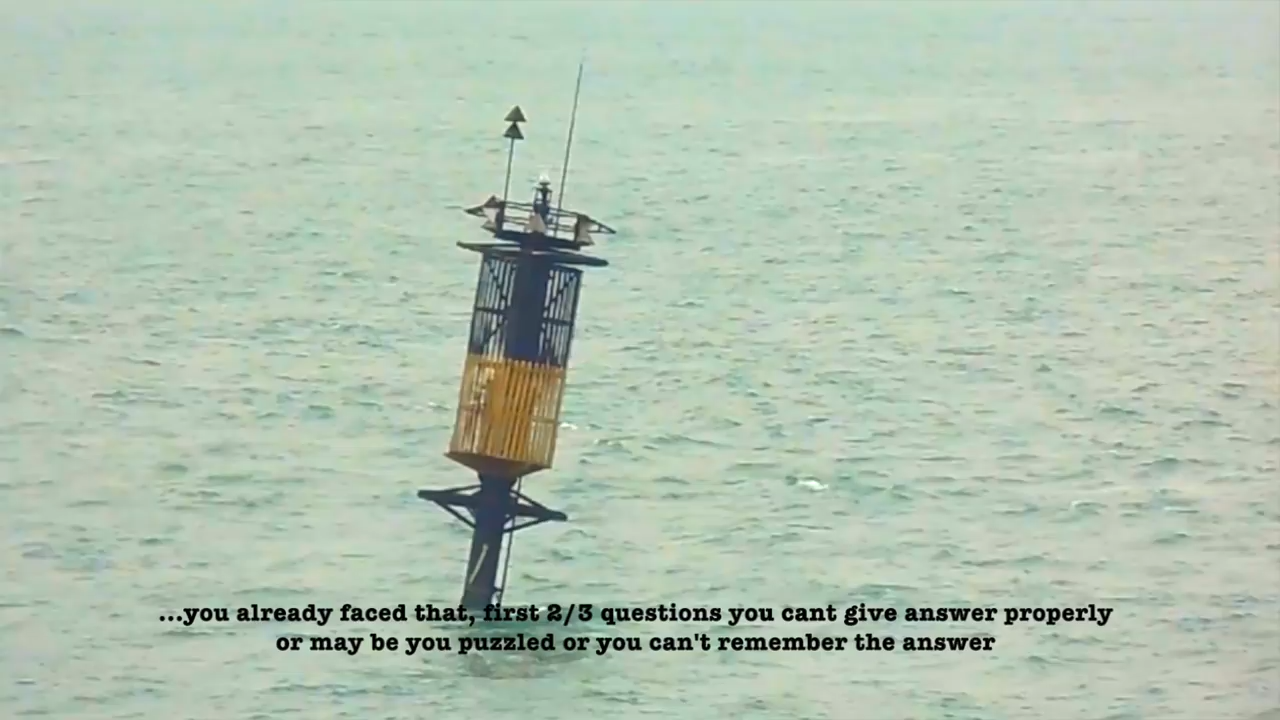 ...you already faced that, first 2/3 questions you cant give answer properly
or may be you puzzled or you can't remember the answer